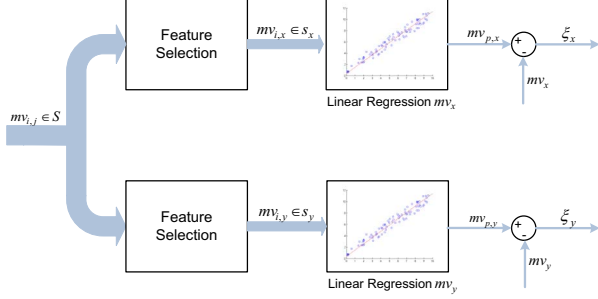 mv_{i,j} ∈ S
Feature
Selection
mv_{i,x} ∈ s_x
Linear Regression mv_x
mv_{p,x}
+
-
ξ_x
mv_x
Feature
Selection
mv_{i,y} ∈ s_y
Linear Regression mv_y
mv_{p,y}
+
-
ξ_y
mv_y